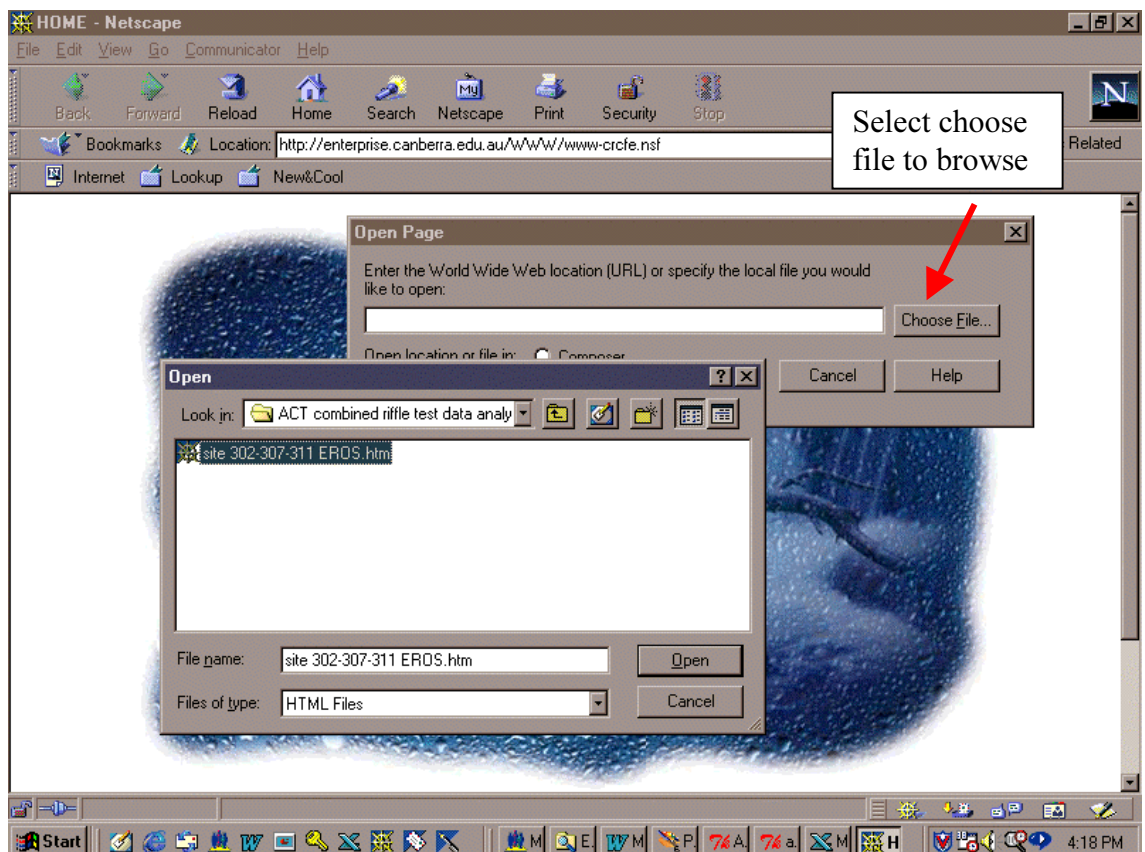 HOME - Netscape
File Edit View Go Communicator Help
Back Forward Reload Home Search Netscape Print Security Stop
My
N
Select choose
file to browse
Bookmarks Location: http://enterprise.canberra.edu.au/WWW/www-crcfe.nsf Related
Internet Lookup New&Cool
Open Page
Enter the World Wide Web location (URL) or specify the local file you would
like to open:
Choose File...
Open location or file in: Composer
Cancel Help
Open
Look in: ACT combined riffle test data analy
site 302-307-311 EROS.htm
File name: site 302-307-311 EROS.htm Open
Files of type: HTML Files Cancel
Start M E. M P. A. a. M H 4:18 PM